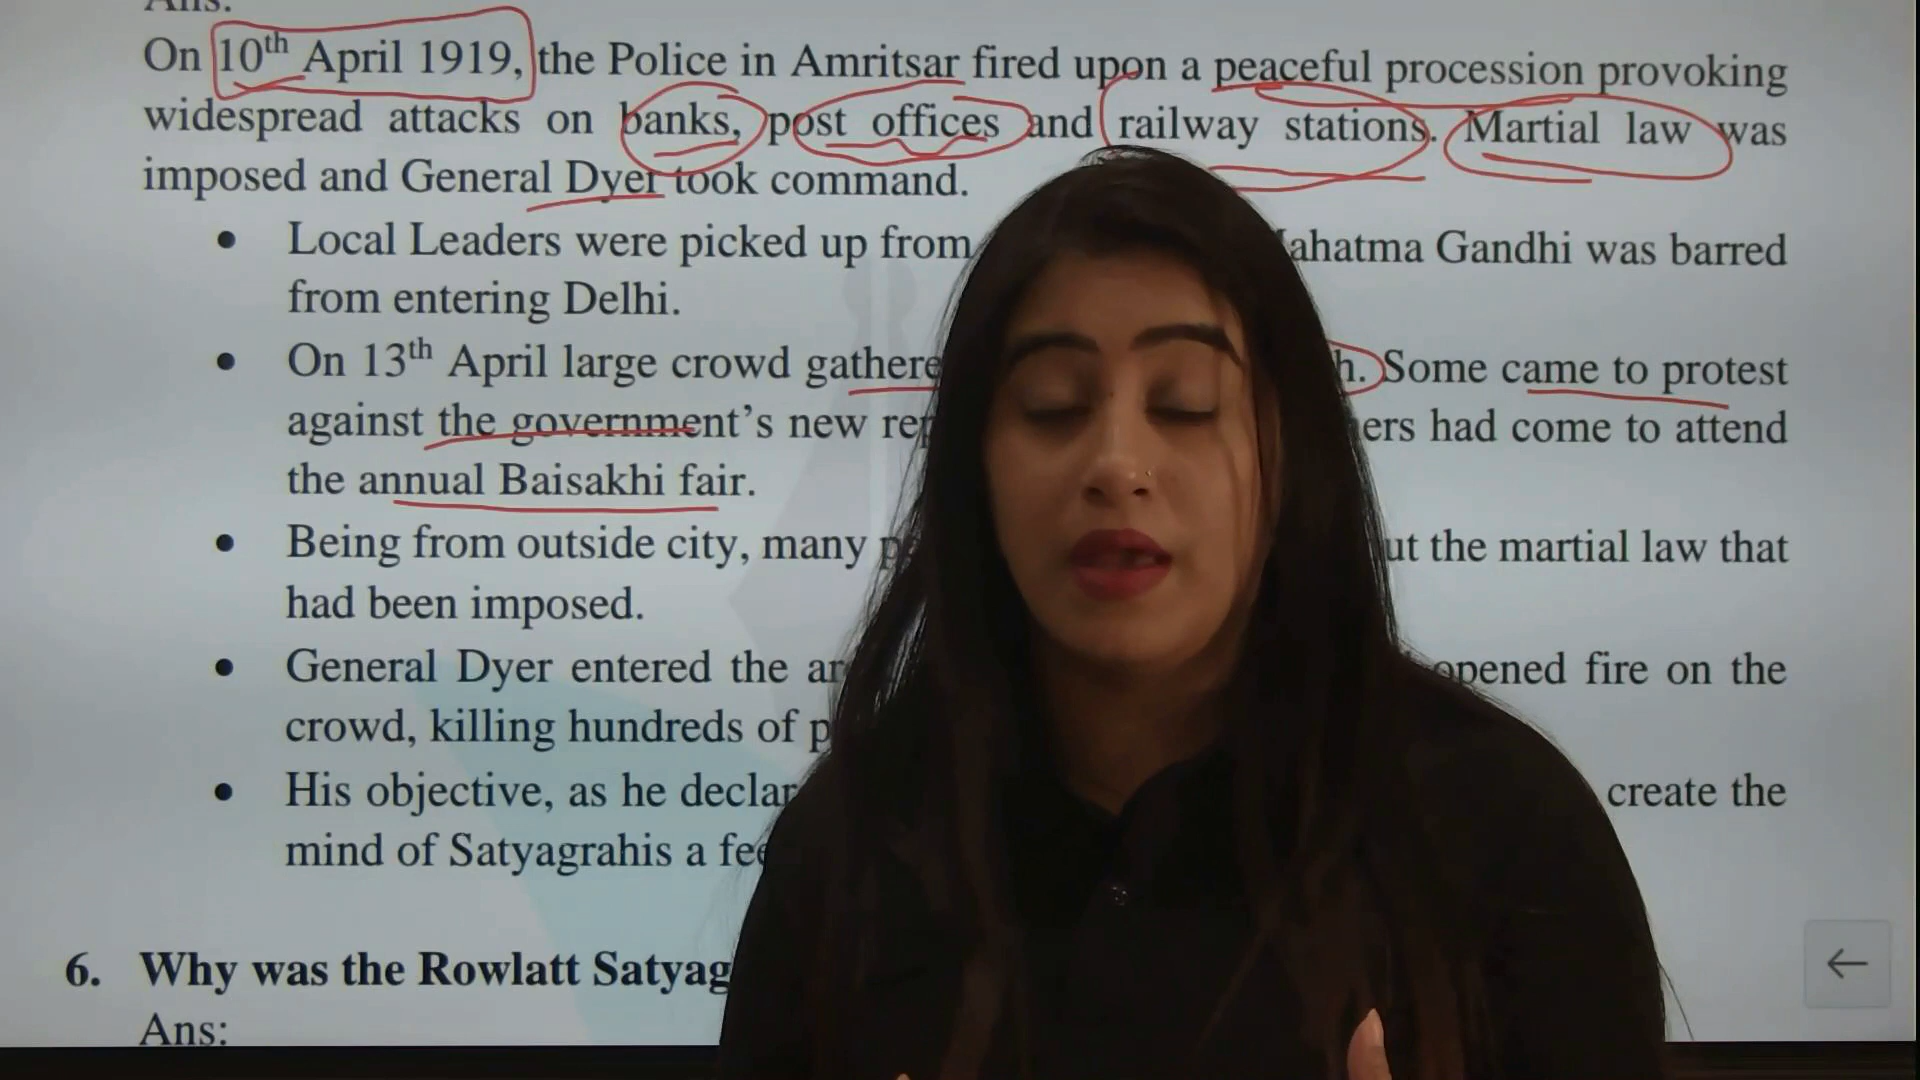 Ans:
On 10th April 1919, the Police in Amritsar fired upon a peaceful procession provoking
widespread attacks on banks, post offices and railway stations. Martial law was
imposed and General Dyer took command.
• Local Leaders were picked up from ahatma Gandhi was barred
from entering Delhi.
• On 13th April large crowd gathere h. Some came to protest
against the government's new rep ers had come to attend
the annual Baisakhi fair.
• Being from outside city, many p ut the martial law that
had been imposed.
• General Dyer entered the ar opened fire on the
crowd, killing hundreds of p
• His objective, as he declar create the
mind of Satyagrahis a fee
6. Why was the Rowlatt Satyag
Ans: